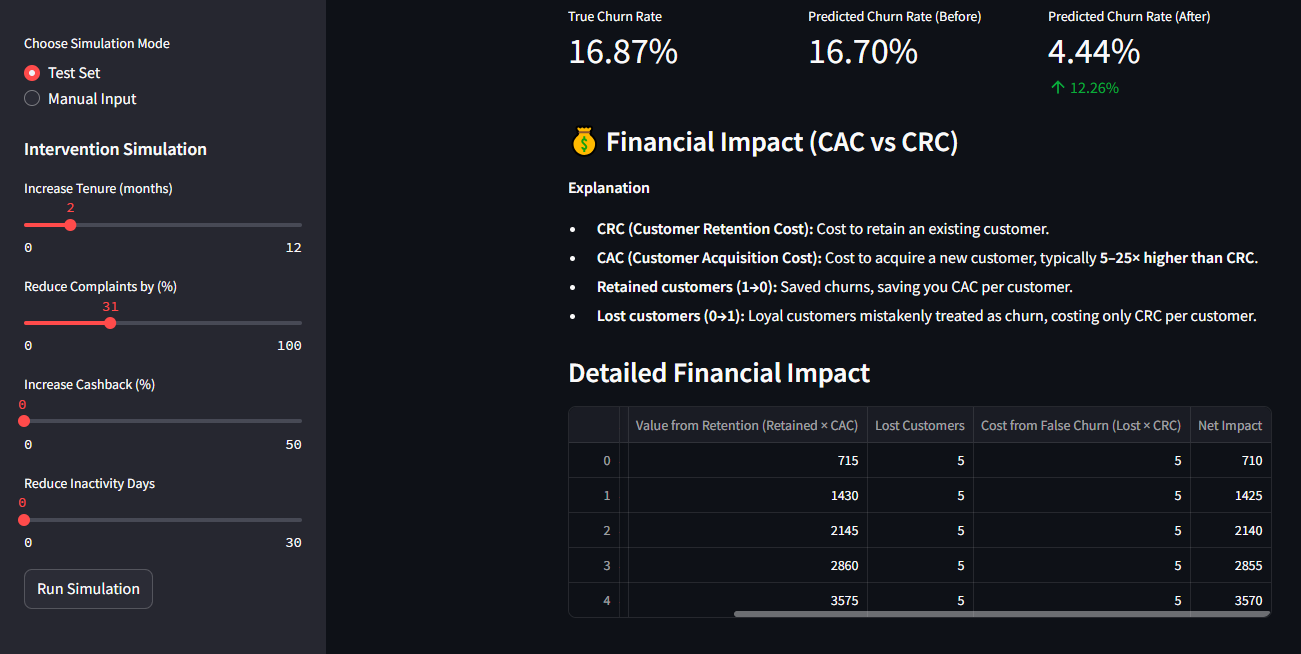 Choose Simulation Mode
Test Set
Manual Input
Intervention Simulation
Increase Tenure (months)
2
0 12
Reduce Complaints by (%)
31
0 100
Increase Cashback (%)
0
0 50
Reduce Inactivity Days
0
0 30
Run Simulation
True Churn Rate Predicted Churn Rate (Before) Predicted Churn Rate (After)
16.87% 16.70% 4.44%
↑ 12.26%
Financial Impact (CAC vs CRC)
Explanation
• CRC (Customer Retention Cost): Cost to retain an existing customer.
• CAC (Customer Acquisition Cost): Cost to acquire a new customer, typically 5–25× higher than CRC.
• Retained customers (1→0): Saved churns, saving you CAC per customer.
• Lost customers (0→1): Loyal customers mistakenly treated as churn, costing only CRC per customer.
Detailed Financial Impact
Value from Retention (Retained × CAC) Lost Customers Cost from False Churn (Lost × CRC) Net Impact
0 715 5 5 710
1 1430 5 5 1425
2 2145 5 5 2140
3 2860 5 5 2855
4 3575 5 5 3570